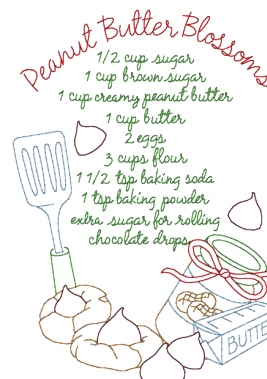 Peanut Butter Blossoms
1/2 cup sugar
1 cup brown sugar
1 cup creamy peanut butter
1 cup butter
2 eggs
3 cups flour
1 1/2 tsp baking soda
1 tsp baking powder
extra sugar for rolling
chocolate drops
BUTTE